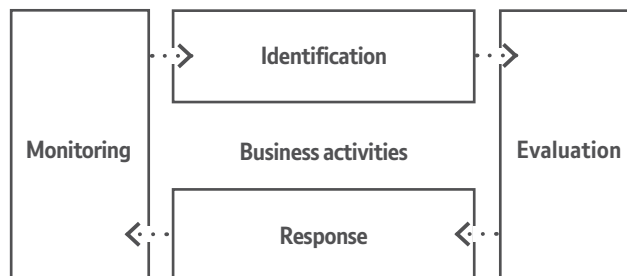 Identification
Monitoring
Business activities
Evaluation
Response